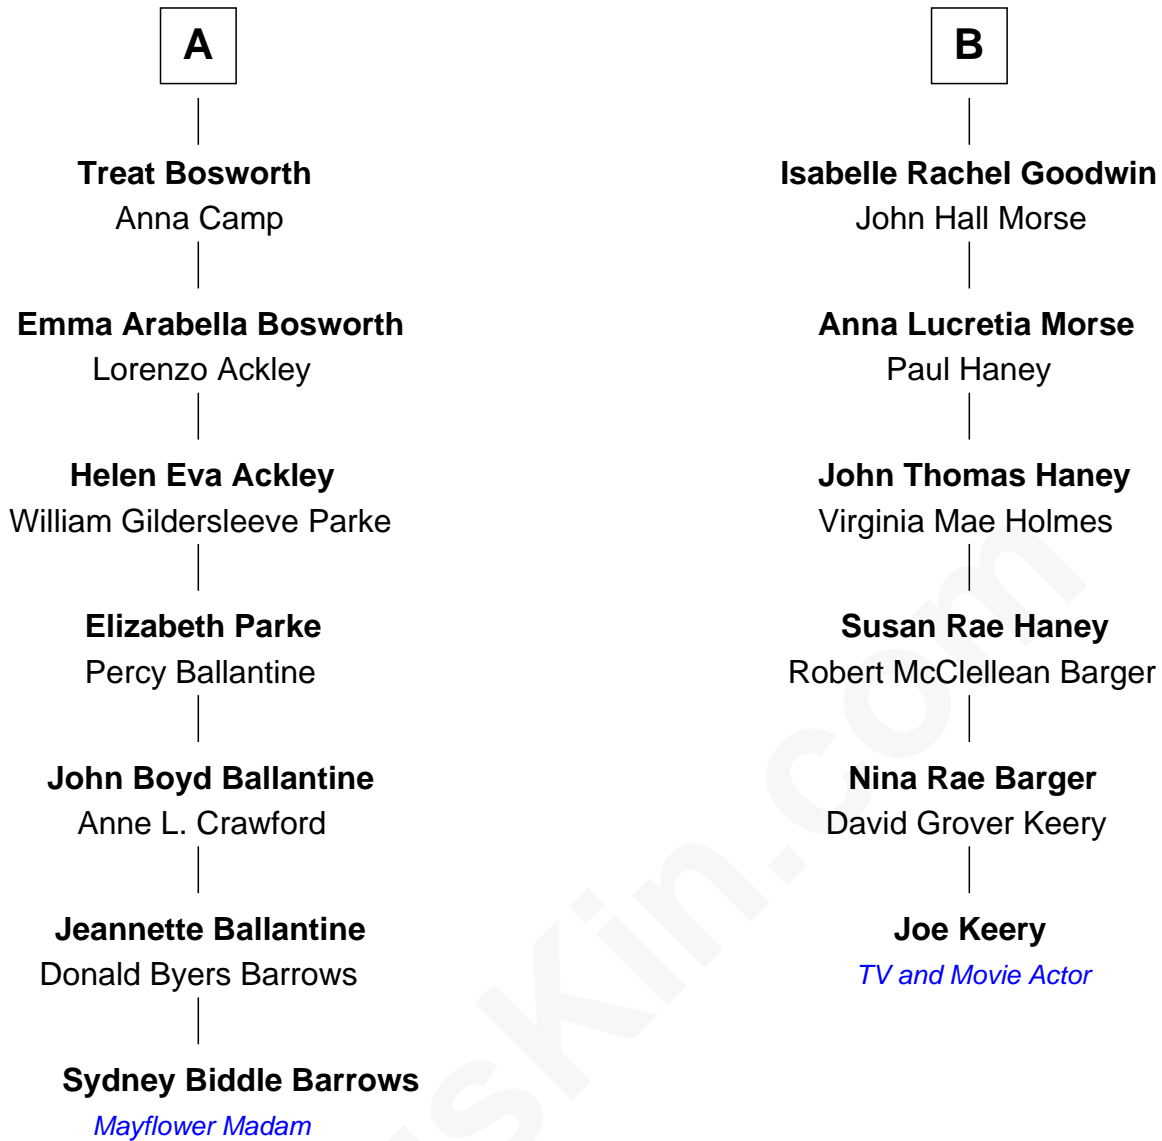 A
Treat Bosworth
Anna Camp
Emma Arabella Bosworth
Lorenzo Ackley
Helen Eva Ackley
William Gildersleeve Parke
Elizabeth Parke
Percy Ballantine
John Boyd Ballantine
Anne L. Crawford
Jeannette Ballantine
Donald Byers Barrows
Sydney Biddle Barrows
Mayflower Madam
B
Isabelle Rachel Goodwin
John Hall Morse
Anna Lucretia Morse
Paul Haney
John Thomas Haney
Virginia Mae Holmes
Susan Rae Haney
Robert McClellean Barger
Nina Rae Barger
David Grover Keery
Joe Keery
TV and Movie Actor
usKin.com